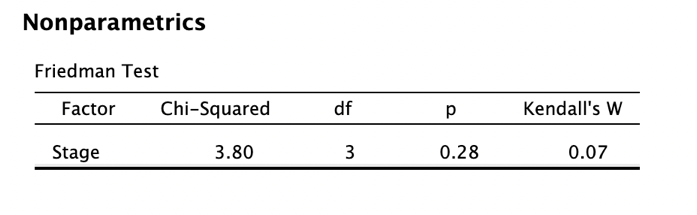 Nonparametrics
Friedman Test
Factor Chi-Squared df p Kendall's W
Stage 3.80 3 0.28 0.07